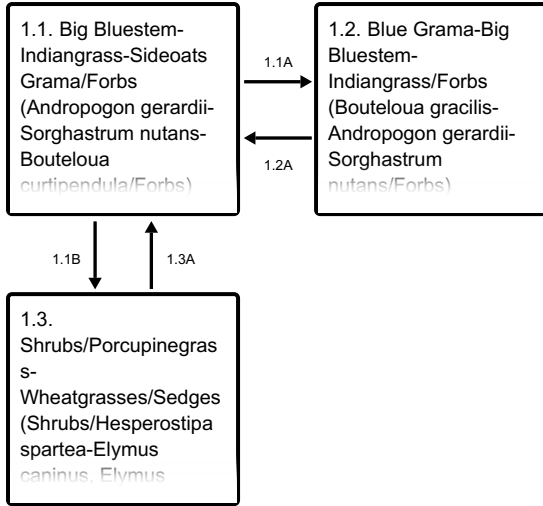 1.1. Big Bluestem-
Indiangrass-Sideoats
Grama/Forbs
(Andropogon gerardii-
Sorghastrum nutans-
Bouteloua
curtipendula/Forbs)
1.1A
1.2A
1.2. Blue Grama-Big
Bluestem-
Indiangrass/Forbs
(Bouteloua gracilis-
Andropogon gerardii-
Sorghastrum
nutans/Forbs)
1.1B
1.3A
1.3.
Shrubs/Porcupinegras
s-
Wheatgrasses/Sedges
(Shrubs/Hesperostipa
spartea-Elymus
caninus, Elymus